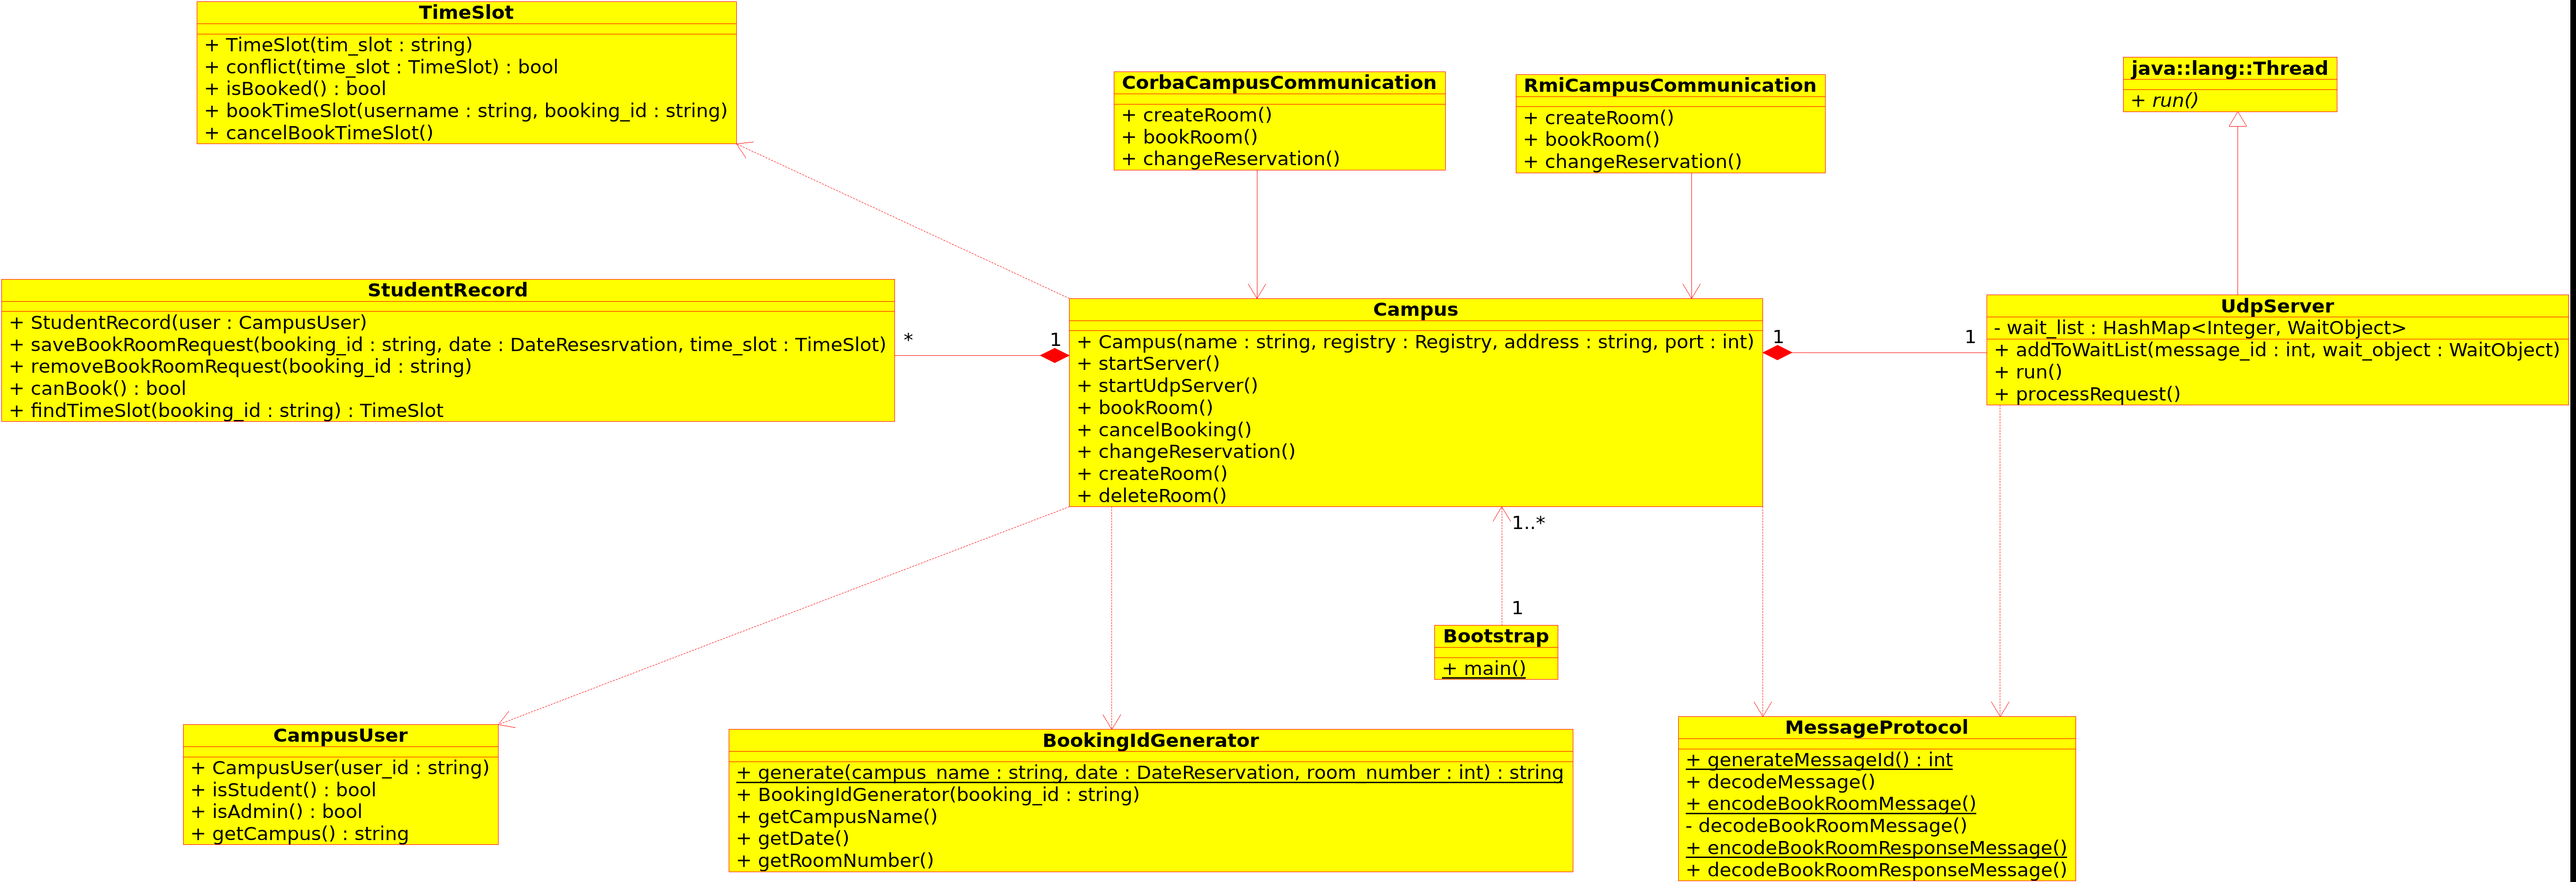 TimeSlot
+ TimeSlot(tim_slot : string)
+ conflict(time_slot : TimeSlot) : bool
+ isBooked() : bool
+ bookTimeSlot(username : string, booking_id : string)
+ cancelBookTimeSlot()
CorbaCampusCommunication
+ createRoom()
+ bookRoom()
+ changeReservation()
RmiCampusCommunication
+ createRoom()
+ bookRoom()
+ changeReservation()
java::lang::Thread
+ run()
StudentRecord
+ StudentRecord(user : CampusUser)
+ saveBookRoomRequest(booking_id : string, date : DateResesrvation, time_slot : TimeSlot)
+ removeBookRoomRequest(booking_id : string)
+ canBook() : bool
+ findTimeSlot(booking_id : string) : TimeSlot
*
1
Campus
+ Campus(name : string, registry : Registry, address : string, port : int)
+ startServer()
+ startUdpServer()
+ bookRoom()
+ cancelBooking()
+ changeReservation()
+ createRoom()
+ deleteRoom()
1
1
UdpServer
- wait_list : HashMap<Integer, WaitObject>
+ addToWaitList(message_id : int, wait_object : WaitObject)
+ run()
+ processRequest()
1..*
1
Bootstrap
+ main()
CampusUser
+ CampusUser(user_id : string)
+ isStudent() : bool
+ isAdmin() : bool
+ getCampus() : string
BookingIdGenerator
+ generate(campus_name : string, date : DateReservation, room_number : int) : string
+ BookingIdGenerator(booking_id : string)
+ getCampusName()
+ getDate()
+ getRoomNumber()
MessageProtocol
+ generateMessageId() : int
+ decodeMessage()
+ encodeBookRoomMessage()
- decodeBookRoomMessage()
+ encodeBookRoomResponseMessage()
+ decodeBookRoomResponseMessage()